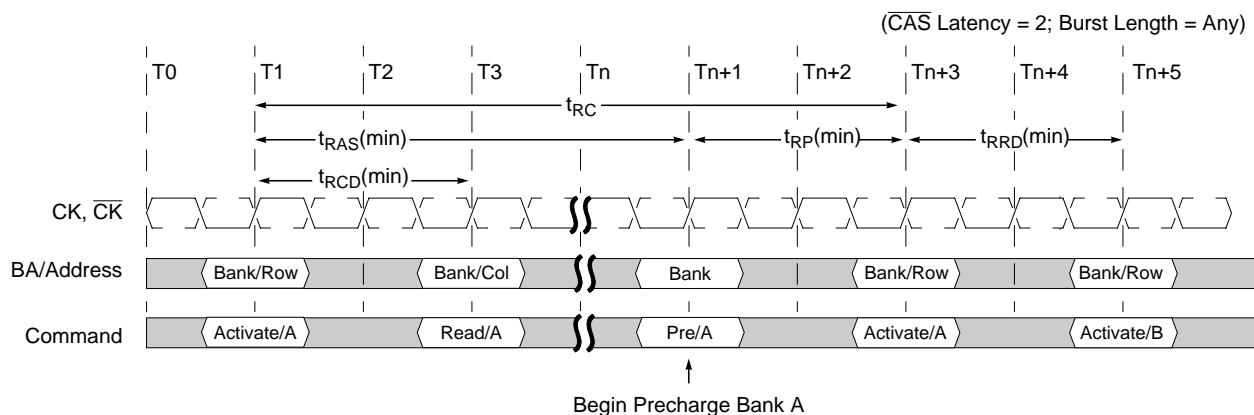 (CAS Latency = 2; Burst Length = Any)
T0 T1 T2 T3 Tn Tn+1 Tn+2 Tn+3 Tn+4 Tn+5
tRC
tRAS(min) tRP(min) tRRD(min)
tRCD(min)
CK, CK
BA/Address Bank/Row Bank/Col Bank Bank/Row Bank/Row
Command Activate/A Read/A Pre/A Activate/A Activate/B
Begin Precharge Bank A